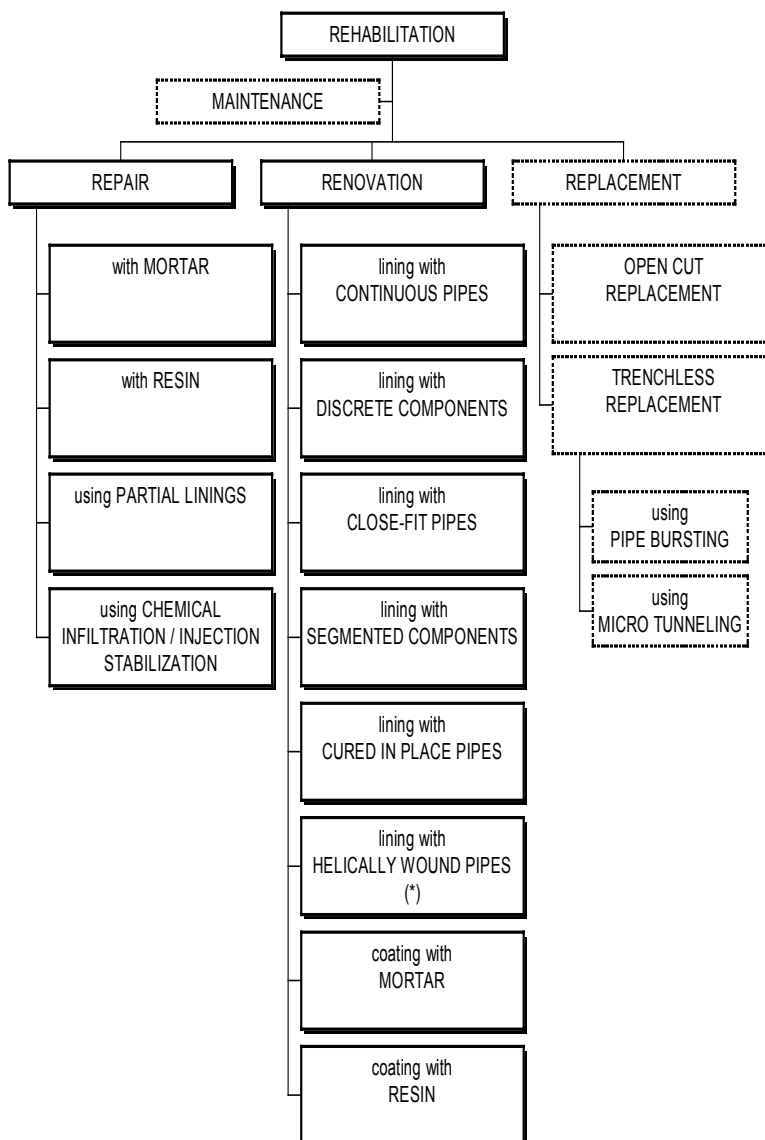 REHABILITATION
MAINTENANCE
REPAIR
RENOVATION
REPLACEMENT
with MORTAR
with RESIN
using PARTIAL LININGS
using CHEMICAL
INFILTRATION / INJECTION
STABILIZATION
lining with
CONTINUOUS PIPES
lining with
DISCRETE COMPONENTS
lining with
CLOSE-FIT PIPES
lining with
SEGMENTED COMPONENTS
lining with
CURED IN PLACE PIPES
lining with
HELICALLY WOUND PIPES
(*)
coating with
MORTAR
coating with
RESIN
OPEN CUT
REPLACEMENT
TRENCHLESS
REPLACEMENT
using
PIPE BURSTING
using
MICRO TUNNELING